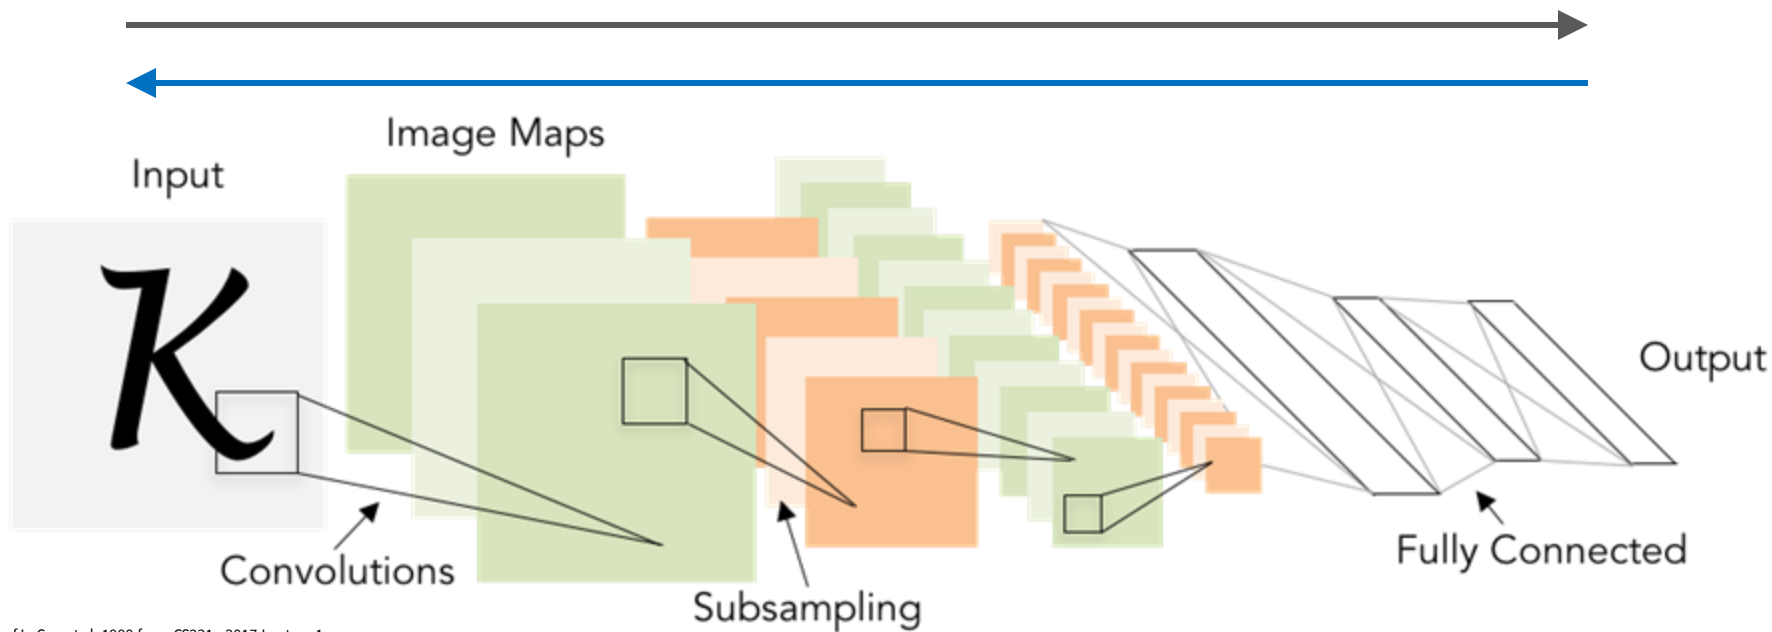 Image Maps
Input
K
Output
Convolutions
Subsampling
Fully Connected